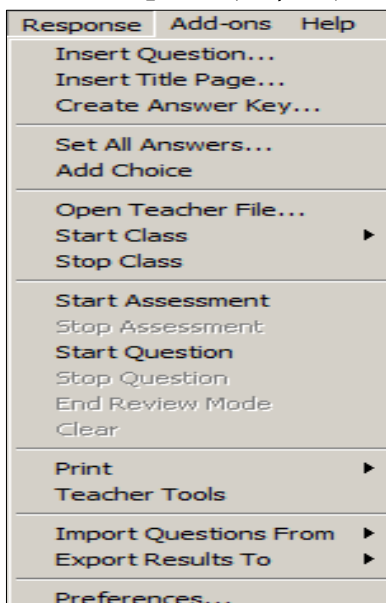 Response Add-ons Help
Insert Question...
Insert Title Page...
Create Answer Key...
Set All Answers...
Add Choice
Open Teacher File...
Start Class
Stop Class
Start Assessment
Stop Assessment
Start Question
Stop Question
End Review Mode
Clear
Print
Teacher Tools
Import Questions From
Export Results To
Preferences...